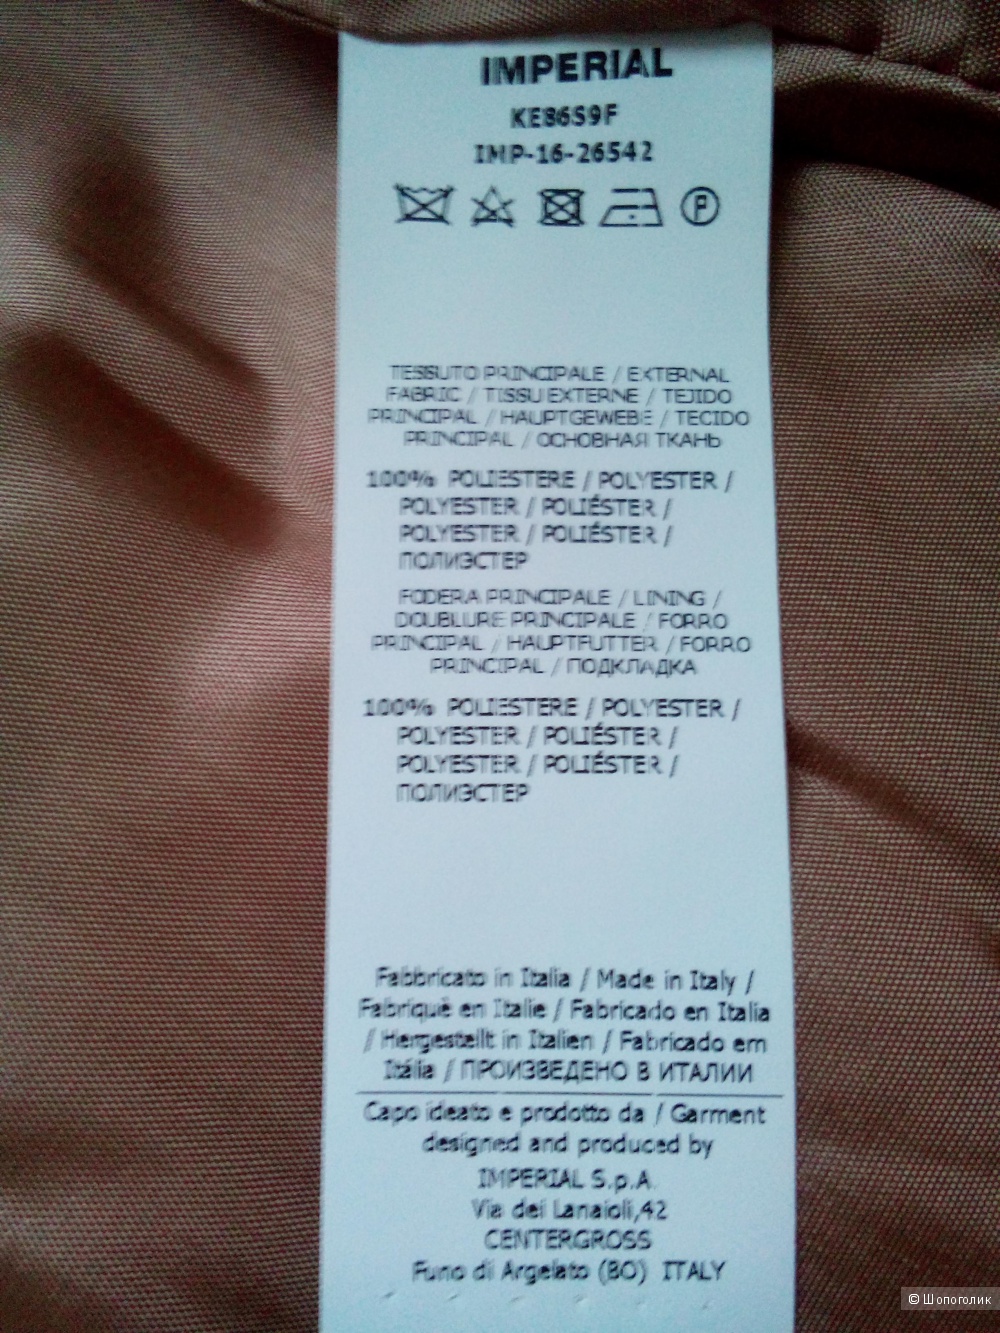 IMPERIAL
KE86S9F
IMP-16-26542
P
TESSUTO PRINCIPALE / EXTERNAL
FABRIC / TISSU EXTERNE / TEJIDO
PRINCIPAL / HAUPTGEWEBE / TECIDO
PRINCIPAL / ОСНОВНАЯ ТКАНЬ
100% POLIESTERE / POLYESTER /
POLYESTER / POLIÉSTER /
POLYESTER / POLIÉSTER /
ПОЛИЭСТЕР
FODERA PRINCIPALE / LINING /
DOUBLURE PRINCIPALE / FORRO
PRINCIPAL / HAUPTFUTTER / FORRO
PRINCIPAL / ПОДКЛАДКА
100% POLIESTERE / POLYESTER /
POLYESTER / POLIÉSTER /
POLYESTER / POLIÉSTER /
ПОЛИЭСТЕР
Fabbricato in Italia / Made in Italy /
Fabriquè en Italie / Fabricado en Italia
/ Hergestellt in Italien / Fabricado em
Itália / ПРОИЗВЕДЕНО В ИТАЛИИ
Capo ideato e prodotto da / Garment
designed and produced by
IMPERIAL S.p.A.
Via dei Lanaioli,42
CENTERGROSS
Funo di Argelato (BO) ITALY
© Шопоголик